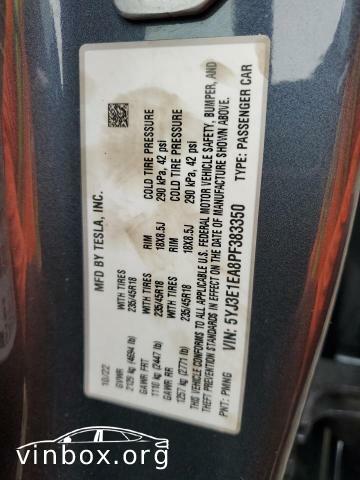 MFD BY TESLA, INC.
10/22
GVWR
2129 kg (4694 lb)
GAWR FRT WITH TIRES RIM COLD TIRE PRESSURE
1110 kg (2447 lb) 235/45R18 18X8.5J 290 kPa, 42 psi
GAWR RR WITH TIRES RIM COLD TIRE PRESSURE
1257 kg (2771 lb) 235/45R18 18X8.5J 290 kPa, 42 psi
THIS VEHICLE CONFORMS TO ALL APPLICABLE U.S. FEDERAL MOTOR VEHICLE SAFETY, BUMPER, AND
THEFT PREVENTION STANDARDS IN EFFECT ON THE DATE OF MANUFACTURE SHOWN ABOVE.
PNT: PMNG VIN: 5YJ3E1EA8PF383350 TYPE: PASSENGER CAR
vinbox.org